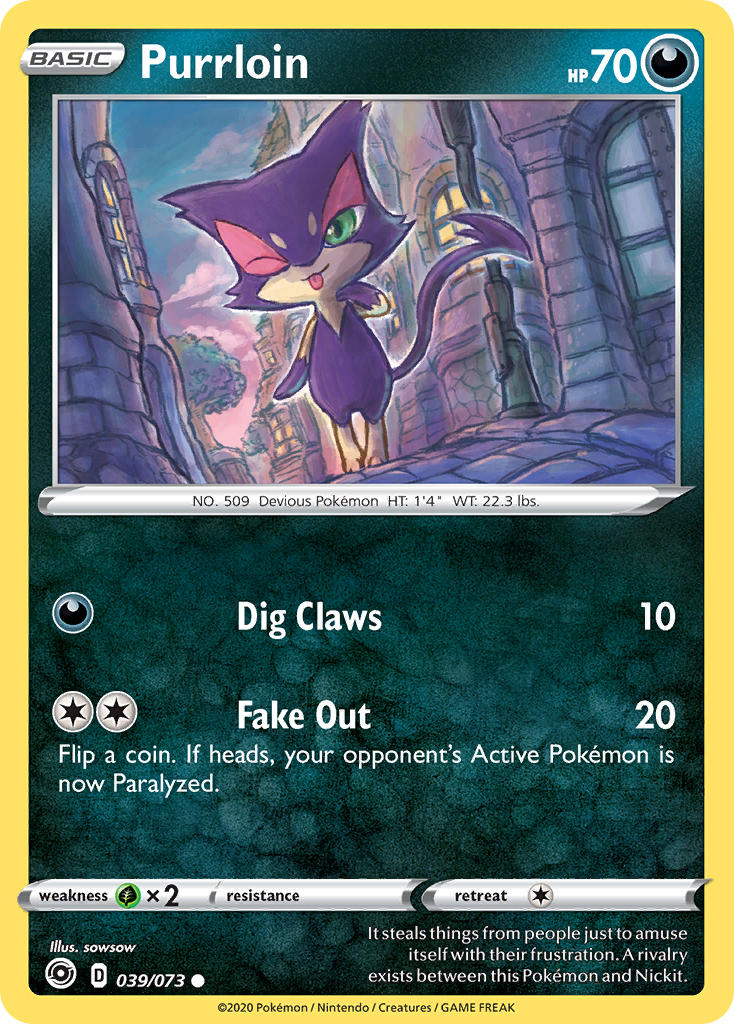 BASIC Purrloin HP 70
NO. 509 Devious Pokémon HT: 1'4" WT: 22.3 lbs.
Dig Claws 10
Fake Out 20
Flip a coin. If heads, your opponent's Active Pokémon is
now Paralyzed.
weakness ×2 resistance retreat
Illus. sowsow
It steals things from people just to amuse
itself with their frustration. A rivalry
exists between this Pokémon and Nickit.
D 039/073
©2020 Pokémon / Nintendo / Creatures / GAME FREAK